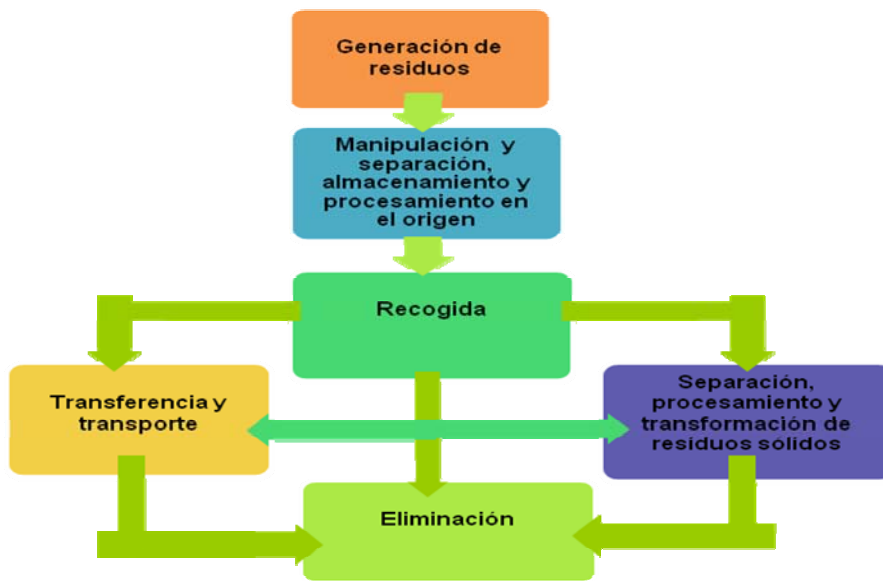 Generación de
residuos
Manipulación y
separación,
almacenamiento y
procesamiento en
el origen
Recogida
Transferencia y
transporte
Separación,
procesamiento y
transformación de
residuos sólidos
Eliminación